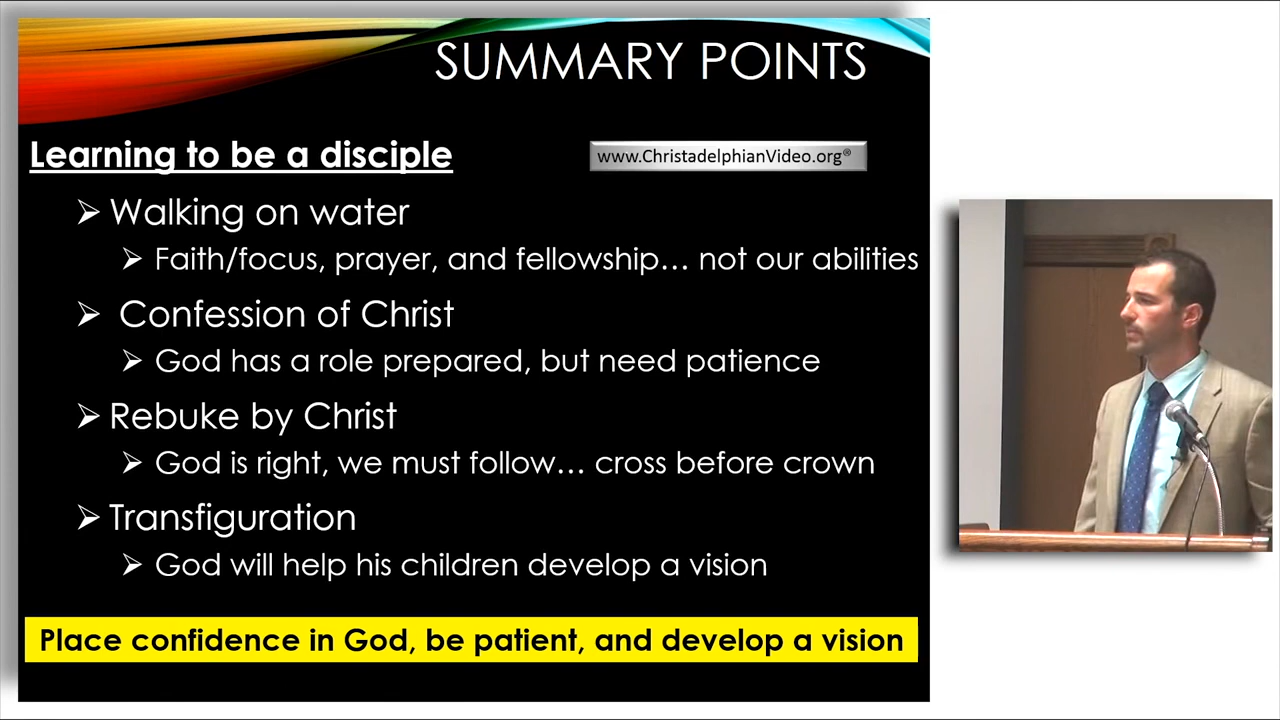 SUMMARY POINTS
Learning to be a disciple
www.ChristadelphianVideo.org®
Walking on water
Faith/focus, prayer, and fellowship… not our abilities
Confession of Christ
God has a role prepared, but need patience
Rebuke by Christ
God is right, we must follow… cross before crown
Transfiguration
God will help his children develop a vision
Place confidence in God, be patient, and develop a vision